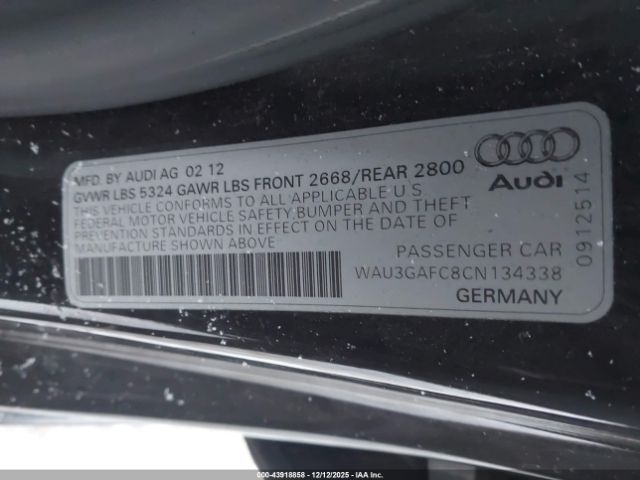 MFD. BY AUDI AG 02 12
GVWR LBS 5324 GAWR LBS FRONT 2668/REAR 2800
THIS VEHICLE CONFORMS TO ALL APPLICABLE U S.
FEDERAL MOTOR VEHICLE SAFETY,BUMPER AND THEFT
PREVENTION STANDARDS IN EFFECT ON THE DATE OF
MANUFACTURE SHOWN ABOVE
Audi
0912514
PASSENGER CAR
WAU3GAFC8CN134338
GERMANY
000-43918858 - 12/12/2025 - IAA Inc.